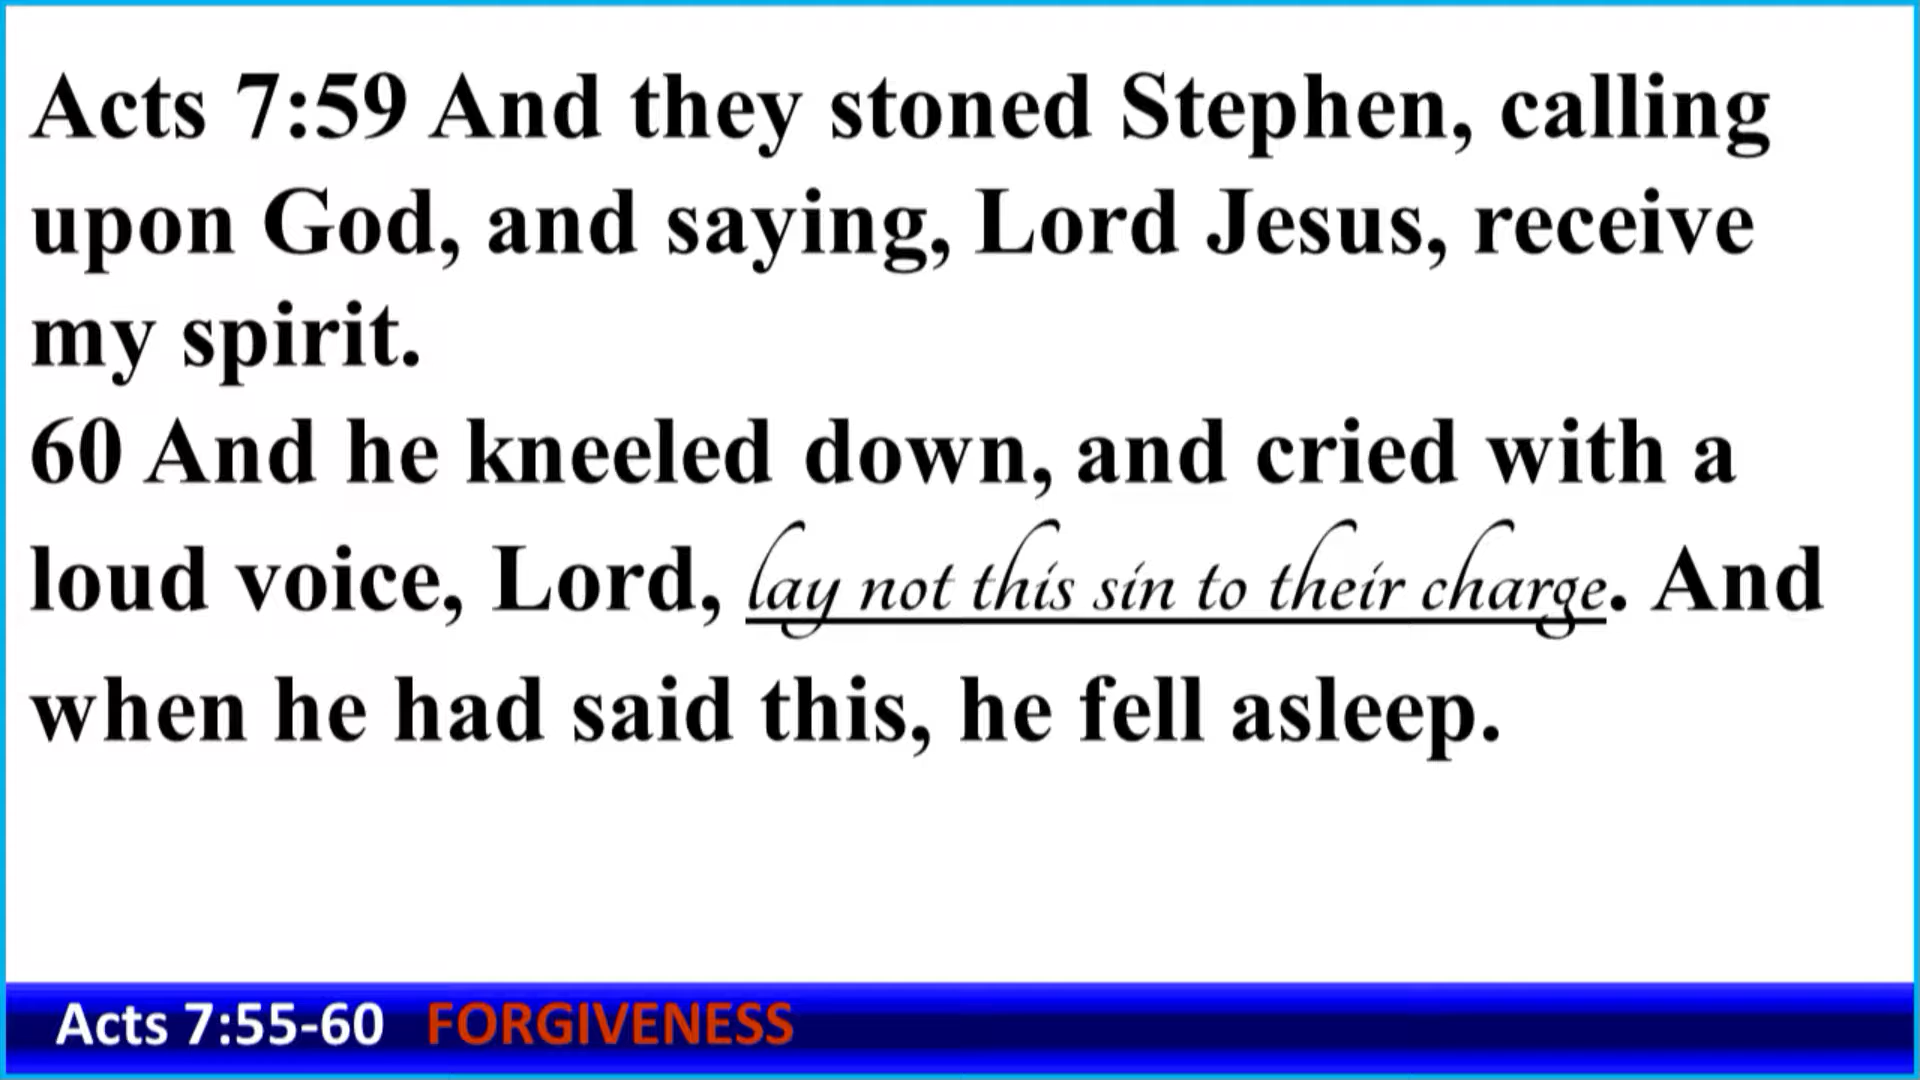 Acts 7:59 And they stoned Stephen, calling
upon God, and saying, Lord Jesus, receive
my spirit.
60 And he kneeled down, and cried with a
loud voice, Lord, lay not this sin to their charge. And
when he had said this, he fell asleep.
Acts 7:55-60 FORGIVENESS